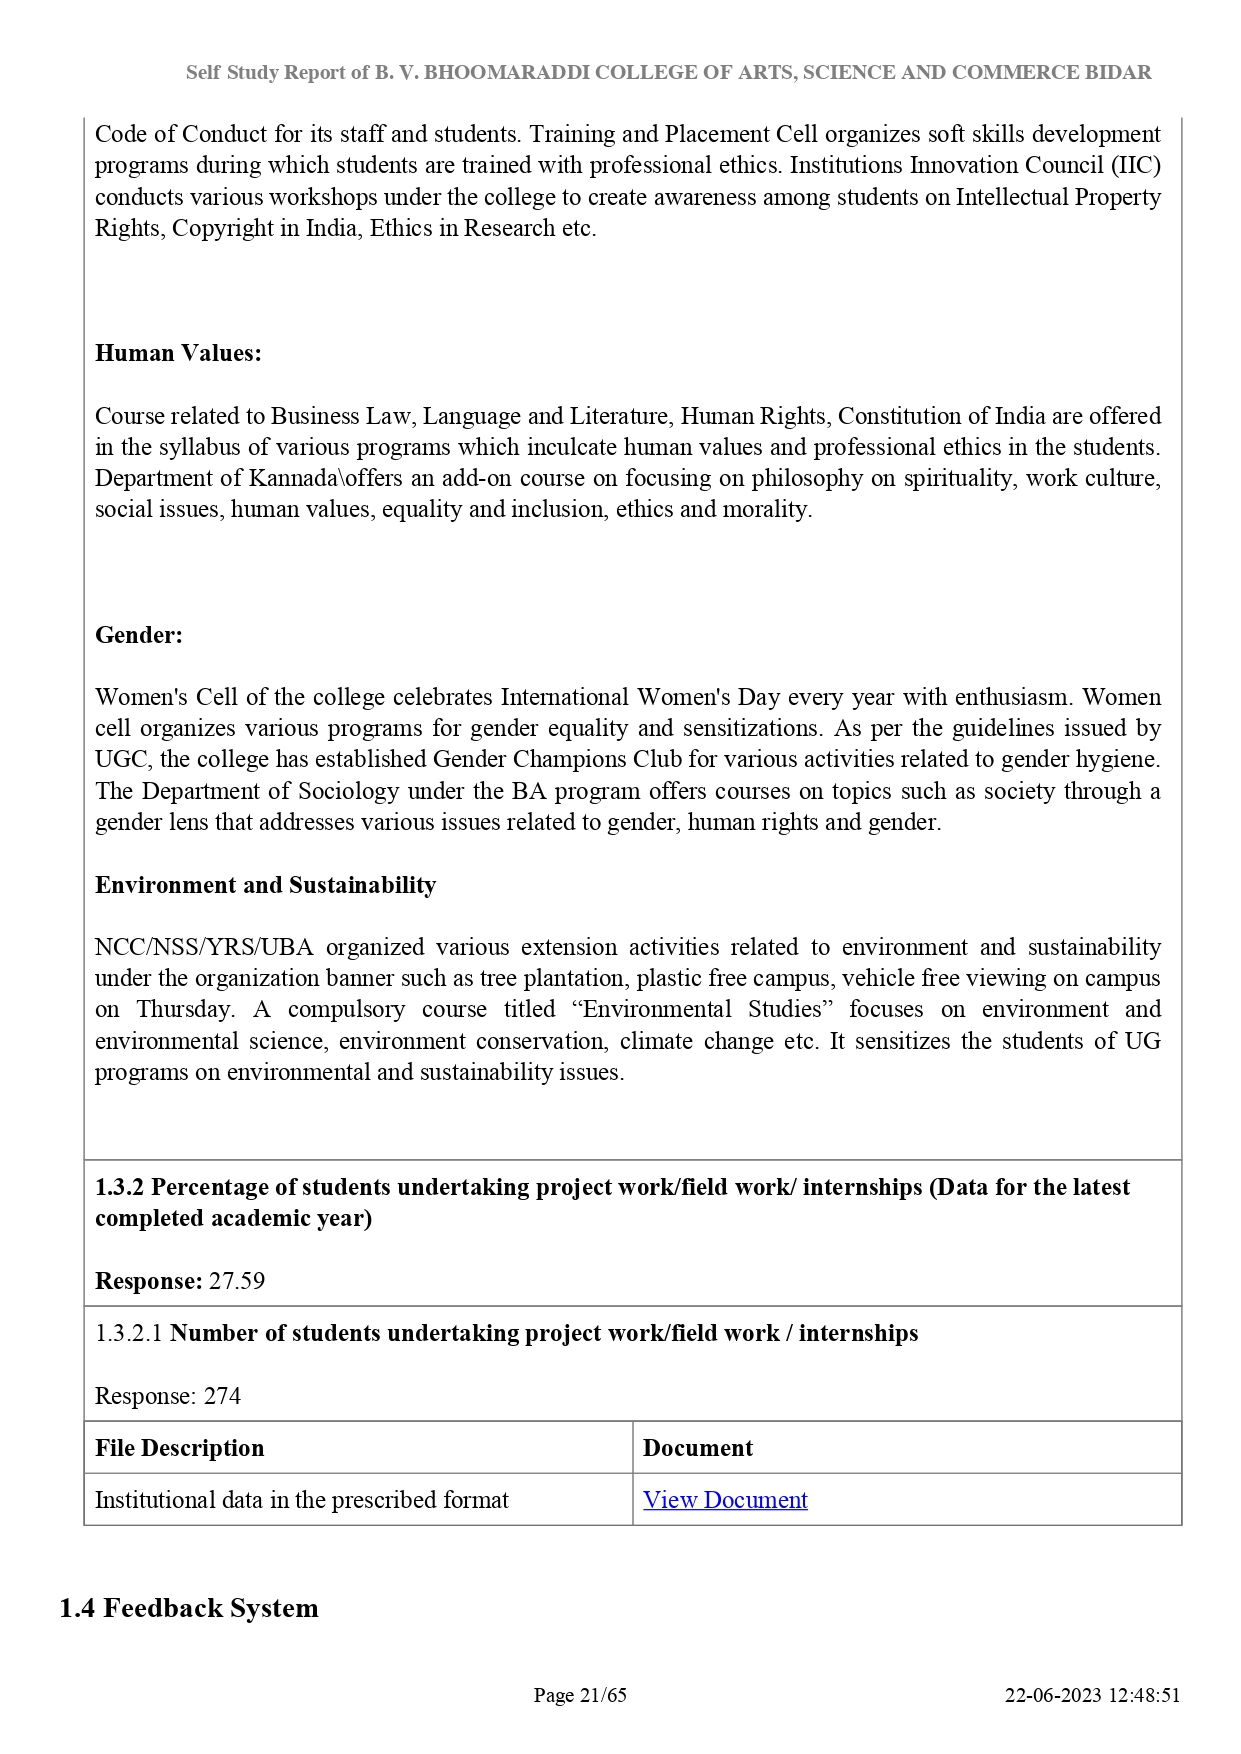 Self Study Report of B. V. BHOOMARADDI COLLEGE OF ARTS, SCIENCE AND COMMERCE BIDAR
Code of Conduct for its staff and students. Training and Placement Cell organizes soft skills development
programs during which students are trained with professional ethics. Institutions Innovation Council (IIC)
conducts various workshops under the college to create awareness among students on Intellectual Property
Rights, Copyright in India, Ethics in Research etc.
Human Values:
Course related to Business Law, Language and Literature, Human Rights, Constitution of India are offered
in the syllabus of various programs which inculcate human values and professional ethics in the students.
Department of Kannada\offers an add-on course on focusing on philosophy on spirituality, work culture,
social issues, human values, equality and inclusion, ethics and morality.
Gender:
Women's Cell of the college celebrates International Women's Day every year with enthusiasm. Women
cell organizes various programs for gender equality and sensitizations. As per the guidelines issued by
UGC, the college has established Gender Champions Club for various activities related to gender hygiene.
The Department of Sociology under the BA program offers courses on topics such as society through a
gender lens that addresses various issues related to gender, human rights and gender.
Environment and Sustainability
NCC/NSS/YRS/UBA organized various extension activities related to environment and sustainability
under the organization banner such as tree plantation, plastic free campus, vehicle free viewing on campus
on Thursday. A compulsory course titled “Environmental Studies” focuses on environment and
environmental science, environment conservation, climate change etc. It sensitizes the students of UG
programs on environmental and sustainability issues.
1.3.2 Percentage of students undertaking project work/field work/ internships (Data for the latest
completed academic year)
Response: 27.59
1.3.2.1 Number of students undertaking project work/field work / internships
Response: 274
File Description
Document
Institutional data in the prescribed format
View Document
1.4 Feedback System
Page 21/65
22-06-2023 12:48:51